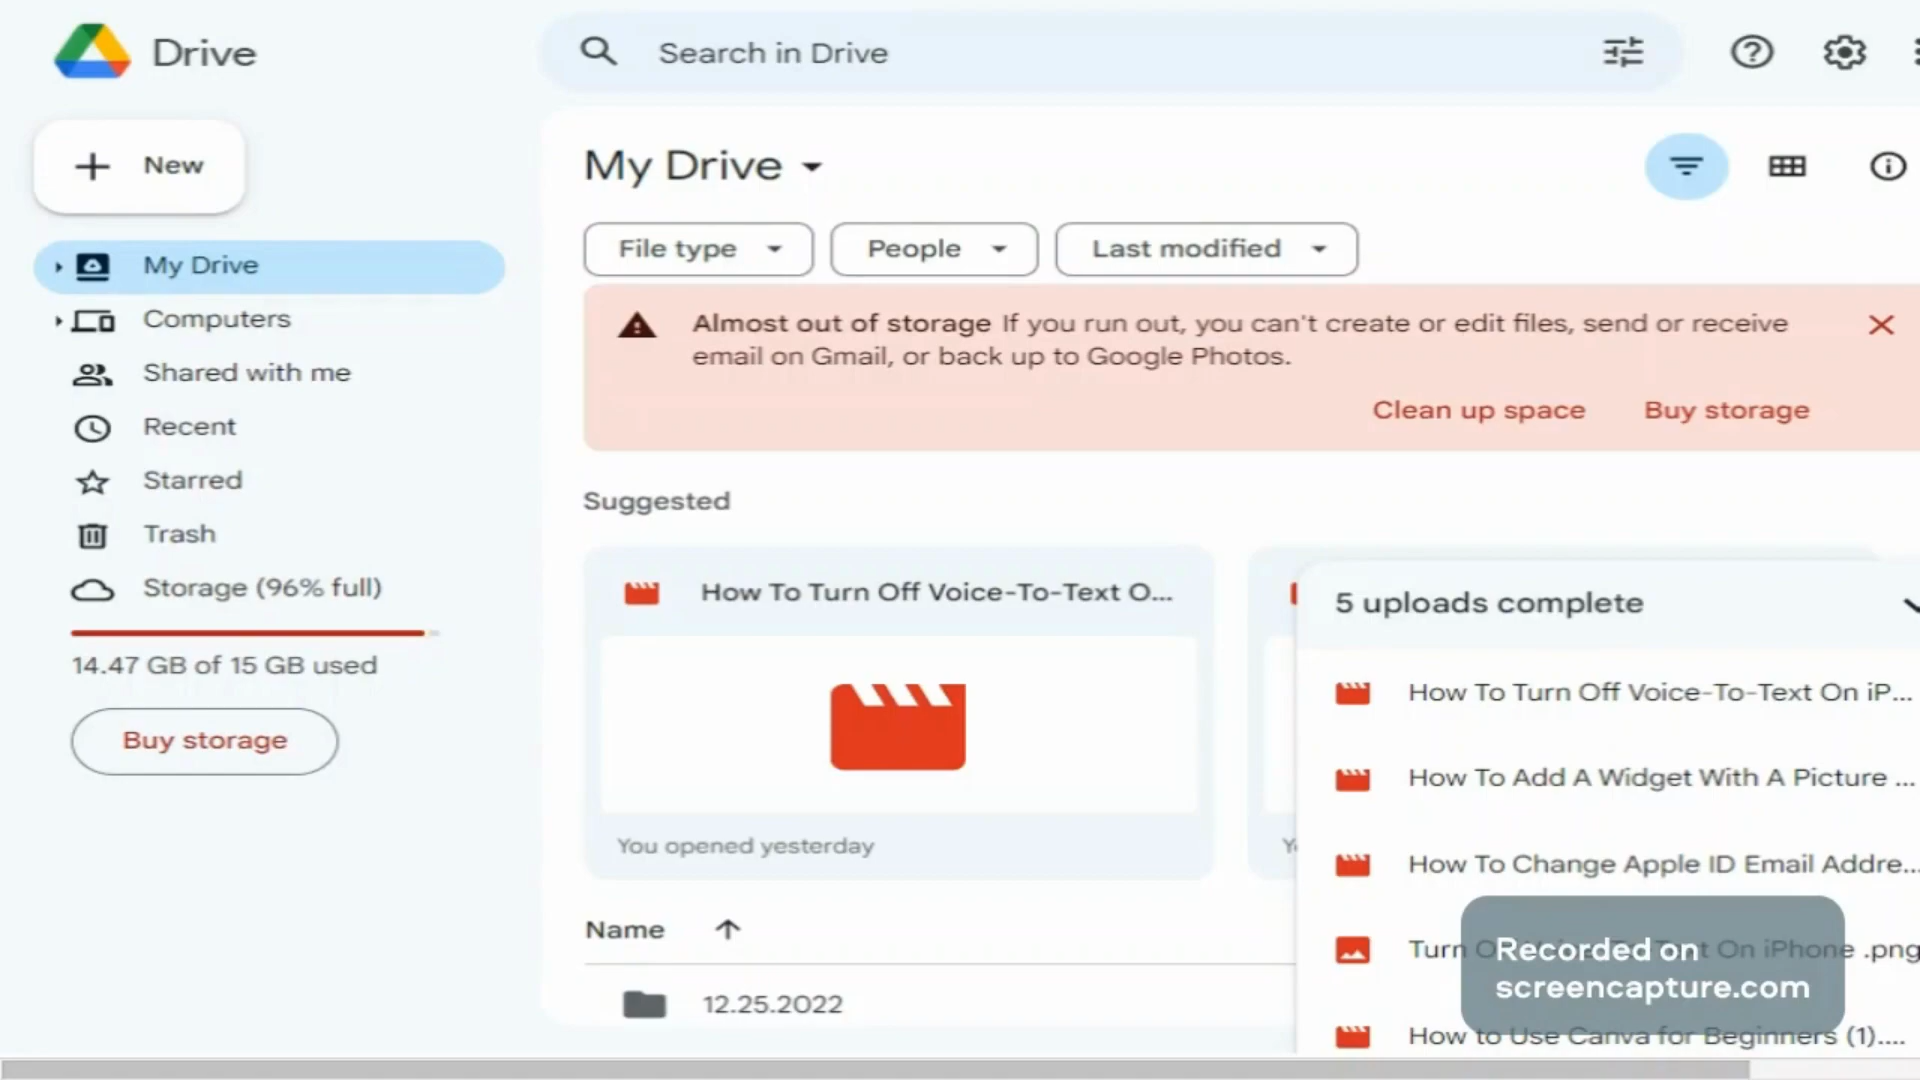 Drive
Search in Drive
New
My Drive
Computers
Shared with me
Recent
Starred
Trash
Storage (96% full)
14.47 GB of 15 GB used
Buy storage
My Drive
File type
People
Last modified
Almost out of storage If you run out, you can't create or edit files, send or receive
email on Gmail, or back up to Google Photos.
Clean up space
Buy storage
Suggested
How To Turn Off Voice-To-Text O...
You opened yesterday
Name
12.25.2022
5 uploads complete
How To Turn Off Voice-To-Text On iP...
How To Add A Widget With A Picture ...
How To Change Apple ID Email Addre...
Turn On iPhone .png
How to Use Canva for Beginners (1)....
Recorded on
screencapture.com